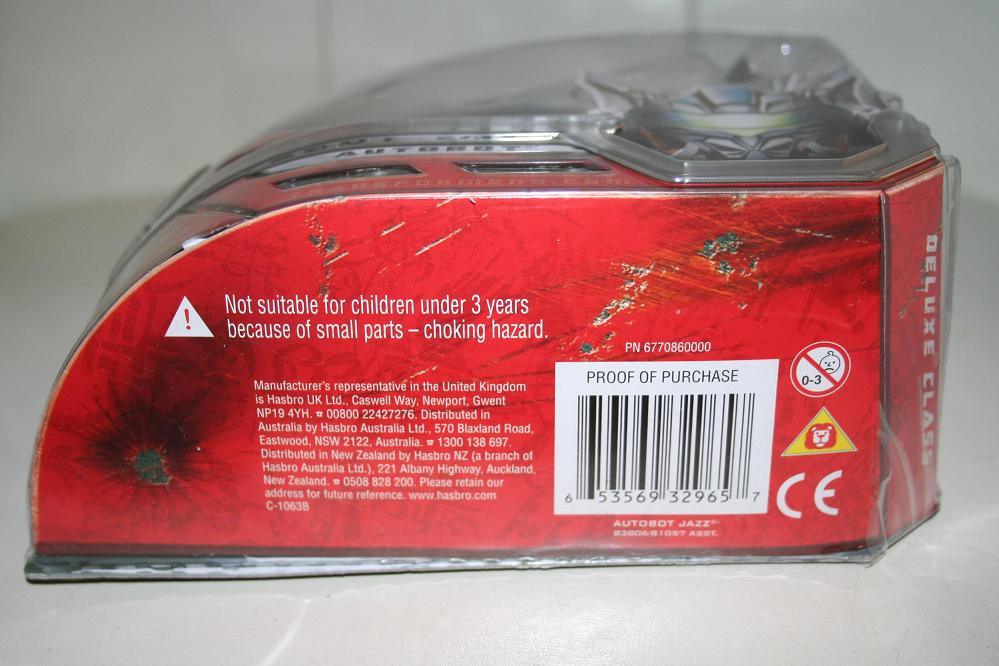 AUTOBOT
TRANSFORMERS.COM
DELUXE CLASS
Not suitable for children under 3 years
because of small parts – choking hazard.
PN 6770860000
PROOF OF PURCHASE
6 53569 32965 7
0-3
CE
AUTOBOT JAZZ
83806/81057 ASST.
Manufacturer's representative in the United Kingdom
is Hasbro UK Ltd., Caswell Way, Newport, Gwent
NP19 4YH. ☎ 00800 22427276. Distributed in
Australia by Hasbro Australia Ltd., 570 Blaxland Road,
Eastwood, NSW 2122, Australia. ☎ 1300 138 697.
Distributed in New Zealand by Hasbro NZ (a branch of
Hasbro Australia Ltd.), 221 Albany Highway, Auckland,
New Zealand. ☎ 0508 828 200. Please retain our
address for future reference. www.hasbro.com
C-1063B